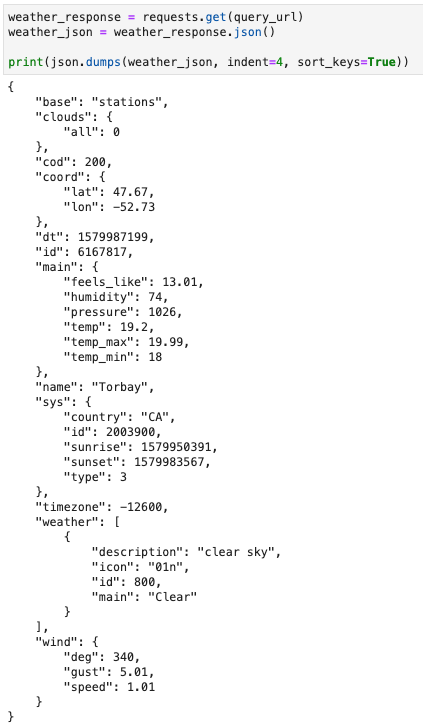 weather_response = requests.get(query_url)
weather_json = weather_response.json()

print(json.dumps(weather_json, indent=4, sort_keys=True))
{
    "base": "stations",
    "clouds": {
        "all": 0
    },
    "cod": 200,
    "coord": {
        "lat": 47.67,
        "lon": -52.73
    },
    "dt": 1579987199,
    "id": 6167817,
    "main": {
        "feels_like": 13.01,
        "humidity": 74,
        "pressure": 1026,
        "temp": 19.2,
        "temp_max": 19.99,
        "temp_min": 18
    },
    "name": "Torbay",
    "sys": {
        "country": "CA",
        "id": 2003900,
        "sunrise": 1579950391,
        "sunset": 1579983567,
        "type": 3
    },
    "timezone": -12600,
    "weather": [
        {
            "description": "clear sky",
            "icon": "01n",
            "id": 800,
            "main": "Clear"
        }
    ],
    "wind": {
        "deg": 340,
        "gust": 5.01,
        "speed": 1.01
    }
}